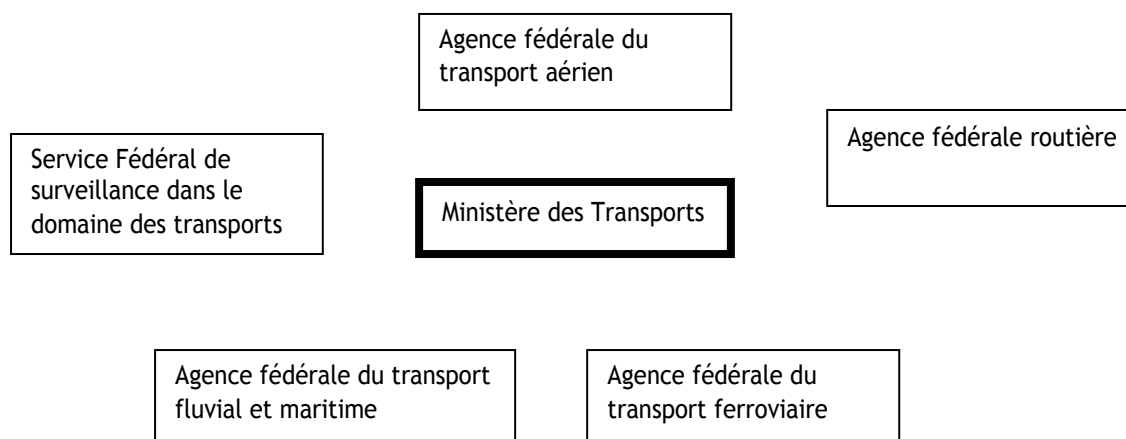 Agence fédérale du
transport aérien
Agence fédérale routière
Service Fédéral de
surveillance dans le
domaine des transports
Ministère des Transports
Agence fédérale du transport
fluvial et maritime
Agence fédérale du
transport ferroviaire